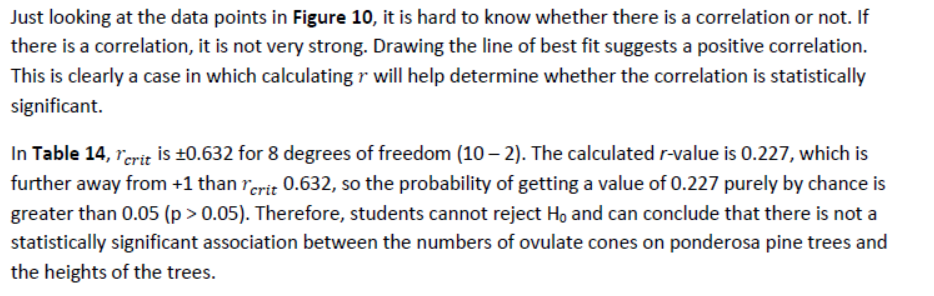 Just looking at the data points in Figure 10, it is hard to know whether there is a correlation or not. If
there is a correlation, it is not very strong. Drawing the line of best fit suggests a positive correlation.
This is clearly a case in which calculating r will help determine whether the correlation is statistically
significant.
In Table 14, r_crit is ±0.632 for 8 degrees of freedom (10 – 2). The calculated r-value is 0.227, which is
further away from +1 than r_crit 0.632, so the probability of getting a value of 0.227 purely by chance is
greater than 0.05 (p > 0.05). Therefore, students cannot reject H₀ and can conclude that there is not a
statistically significant association between the numbers of ovulate cones on ponderosa pine trees and
the heights of the trees.